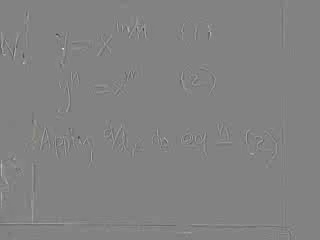 W! y = x^{m/n} (1)
y^n = x^m (2)
Applying d/dx to eq^n (2)